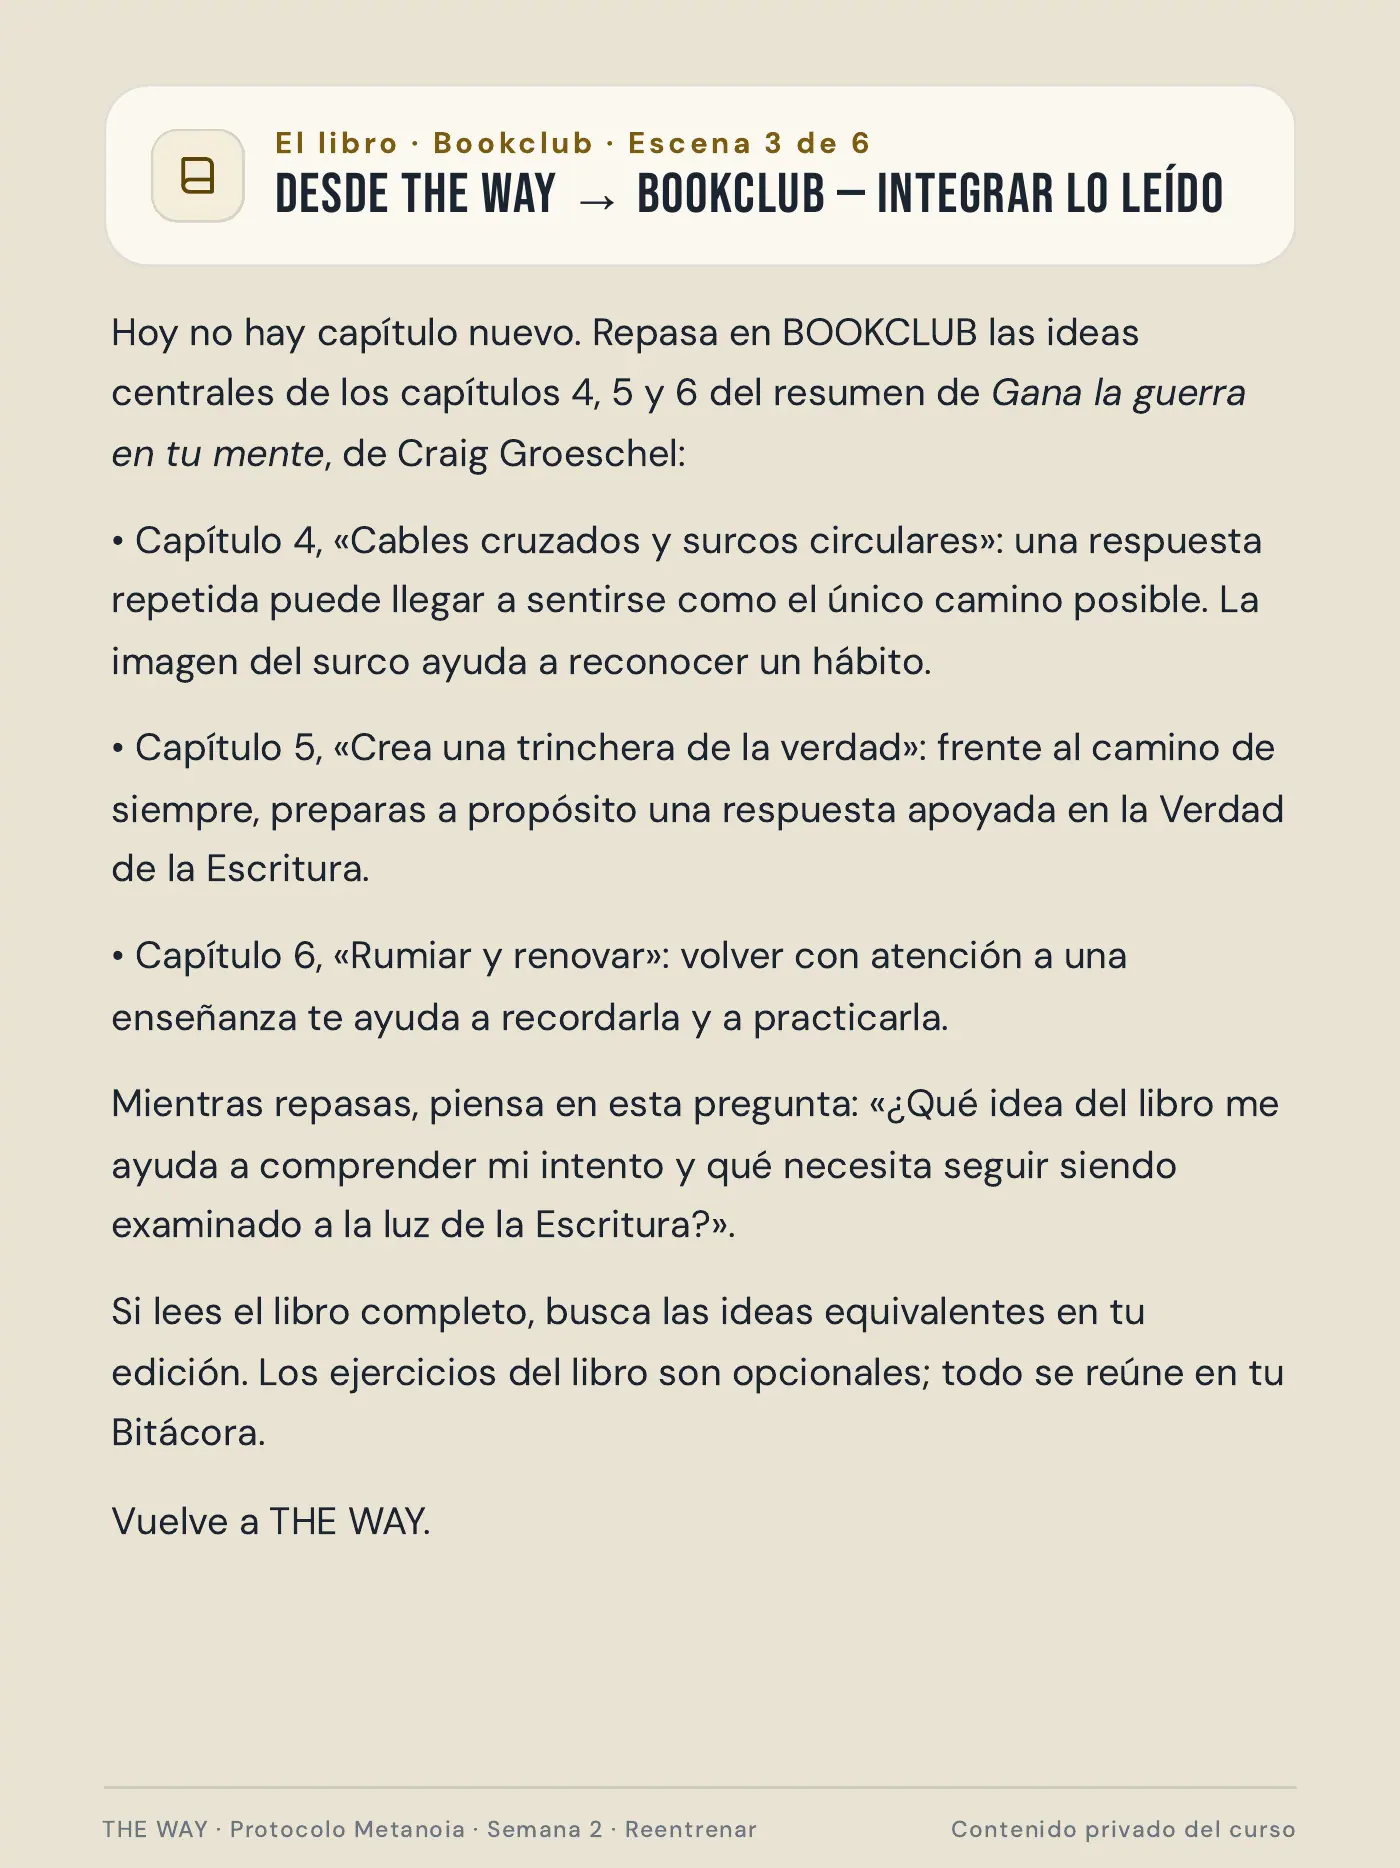 El libro · Bookclub · Escena 3 de 6
DESDE THE WAY → BOOKCLUB — INTEGRAR LO LEÍDO
Hoy no hay capítulo nuevo. Repasa en BOOKCLUB las ideas
centrales de los capítulos 4, 5 y 6 del resumen de Gana la guerra
en tu mente, de Craig Groeschel:
• Capítulo 4, «Cables cruzados y surcos circulares»: una respuesta
repetida puede llegar a sentirse como el único camino posible. La
imagen del surco ayuda a reconocer un hábito.
• Capítulo 5, «Crea una trinchera de la verdad»: frente al camino de
siempre, preparas a propósito una respuesta apoyada en la Verdad
de la Escritura.
• Capítulo 6, «Rumiar y renovar»: volver con atención a una
enseñanza te ayuda a recordarla y a practicarla.
Mientras repasas, piensa en esta pregunta: «¿Qué idea del libro me
ayuda a comprender mi intento y qué necesita seguir siendo
examinado a la luz de la Escritura?».
Si lees el libro completo, busca las ideas equivalentes en tu
edición. Los ejercicios del libro son opcionales; todo se reúne en tu
Bitácora.
Vuelve a THE WAY.
THE WAY · Protocolo Metanoia · Semana 2 · Reentrenar
Contenido privado del curso